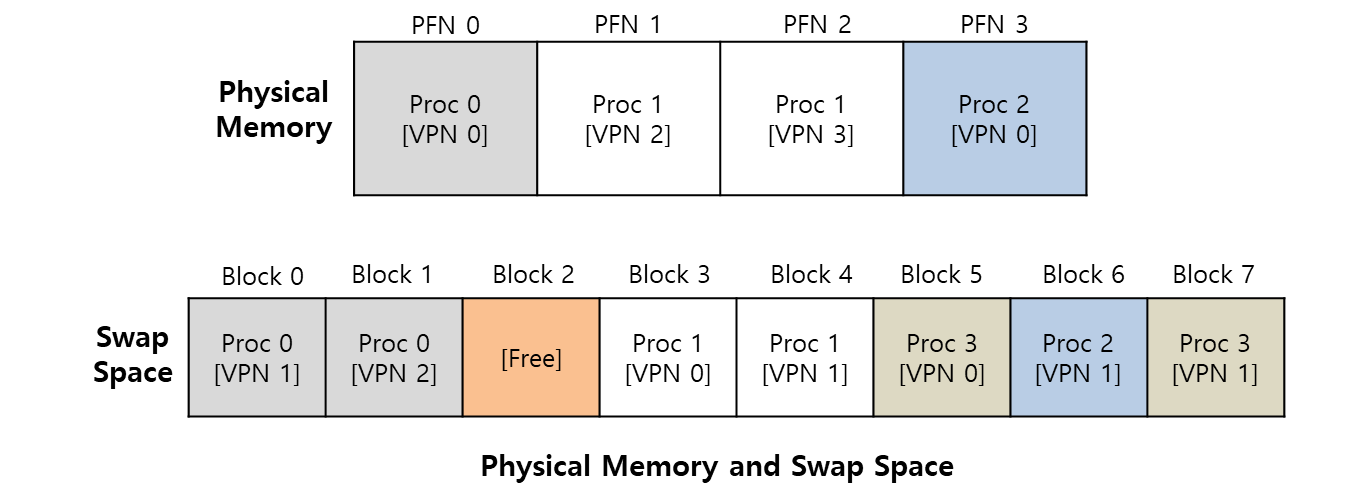 PFN 0 PFN 1 PFN 2 PFN 3
Physical
Memory
Proc 0
[VPN 0]
Proc 1
[VPN 2]
Proc 1
[VPN 3]
Proc 2
[VPN 0]
Block 0 Block 1 Block 2 Block 3 Block 4 Block 5 Block 6 Block 7
Swap
Space
Proc 0
[VPN 1]
Proc 0
[VPN 2]
[Free]
Proc 1
[VPN 0]
Proc 1
[VPN 1]
Proc 3
[VPN 0]
Proc 2
[VPN 1]
Proc 3
[VPN 1]
Physical Memory and Swap Space